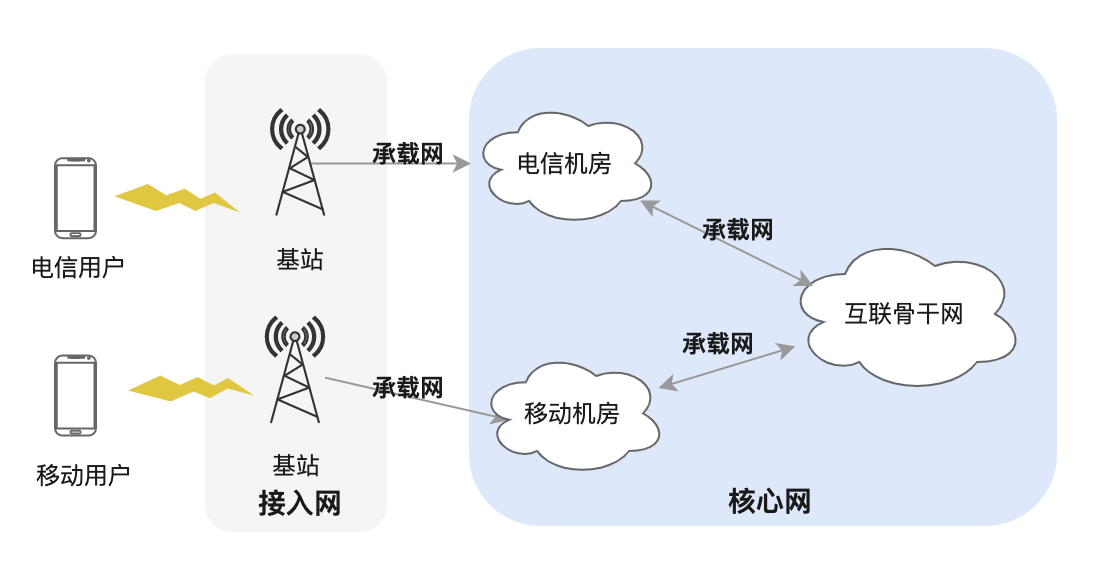 承载网
电信机房
电信用户
基站
承载网
互联骨干网
承载网
承载网
移动机房
移动用户
基站
接入网
核心网